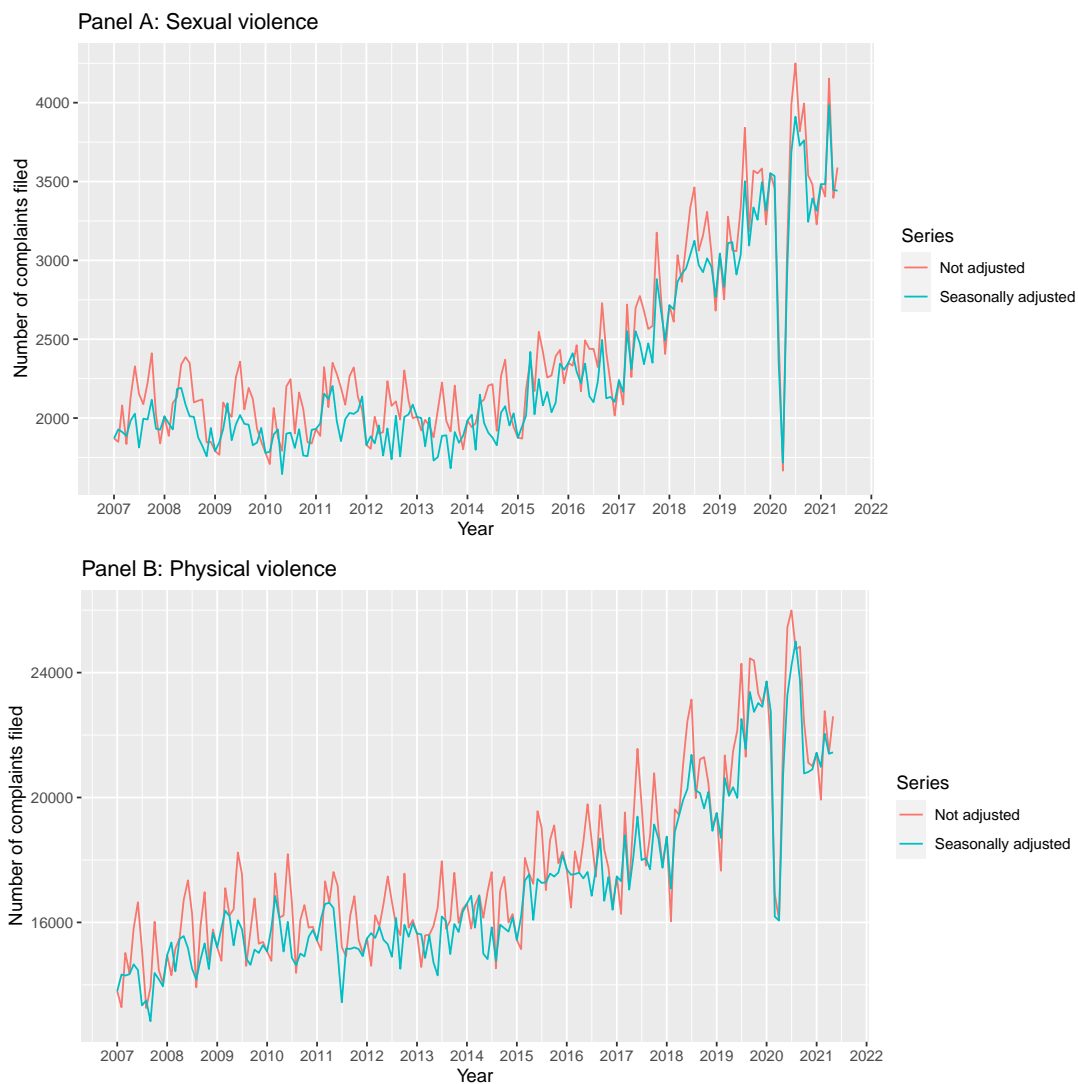 Panel A: Sexual violence
Number of complaints filed
4000
3500
3000
2500
2000
2007 2008 2009 2010 2011 2012 2013 2014 2015 2016 2017 2018 2019 2020 2021 2022
Year
Series
Not adjusted
Seasonally adjusted
Panel B: Physical violence
Number of complaints filed
24000
20000
16000
2007 2008 2009 2010 2011 2012 2013 2014 2015 2016 2017 2018 2019 2020 2021 2022
Year
Series
Not adjusted
Seasonally adjusted